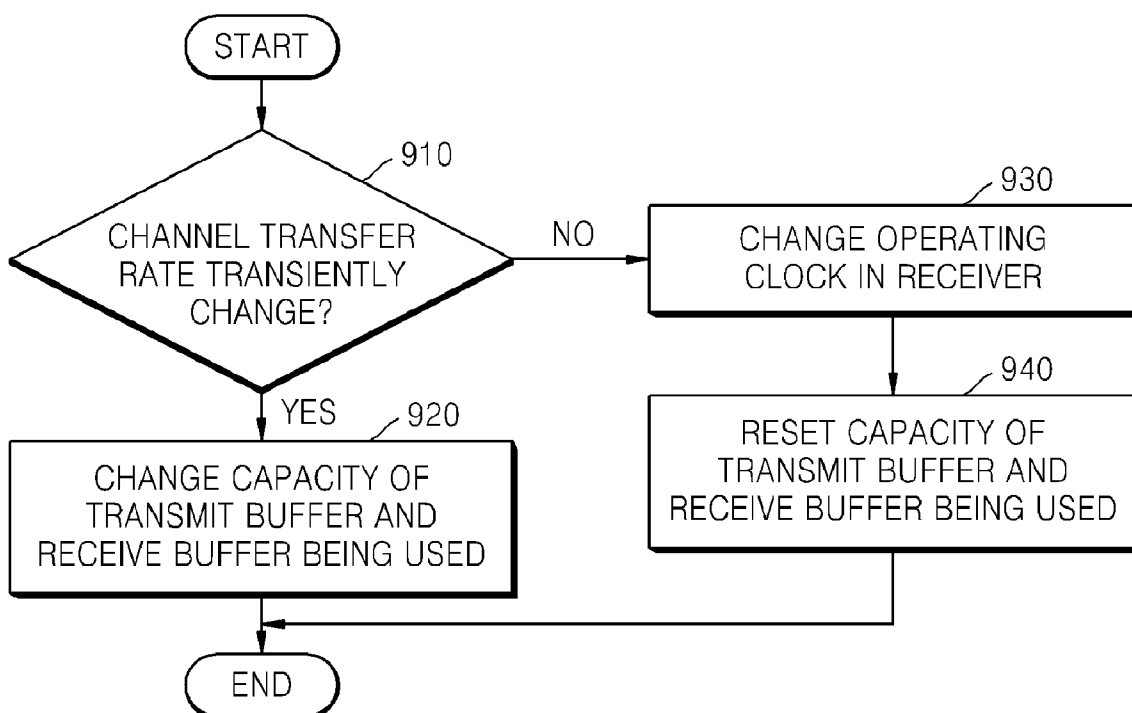 START
910
CHANNEL TRANSFER
RATE TRANSIENTLY
CHANGE?
NO
YES
920
CHANGE CAPACITY OF
TRANSMIT BUFFER AND
RECEIVE BUFFER BEING USED
930
CHANGE OPERATING
CLOCK IN RECEIVER
940
RESET CAPACITY OF
TRANSMIT BUFFER AND
RECEIVE BUFFER BEING USED
END